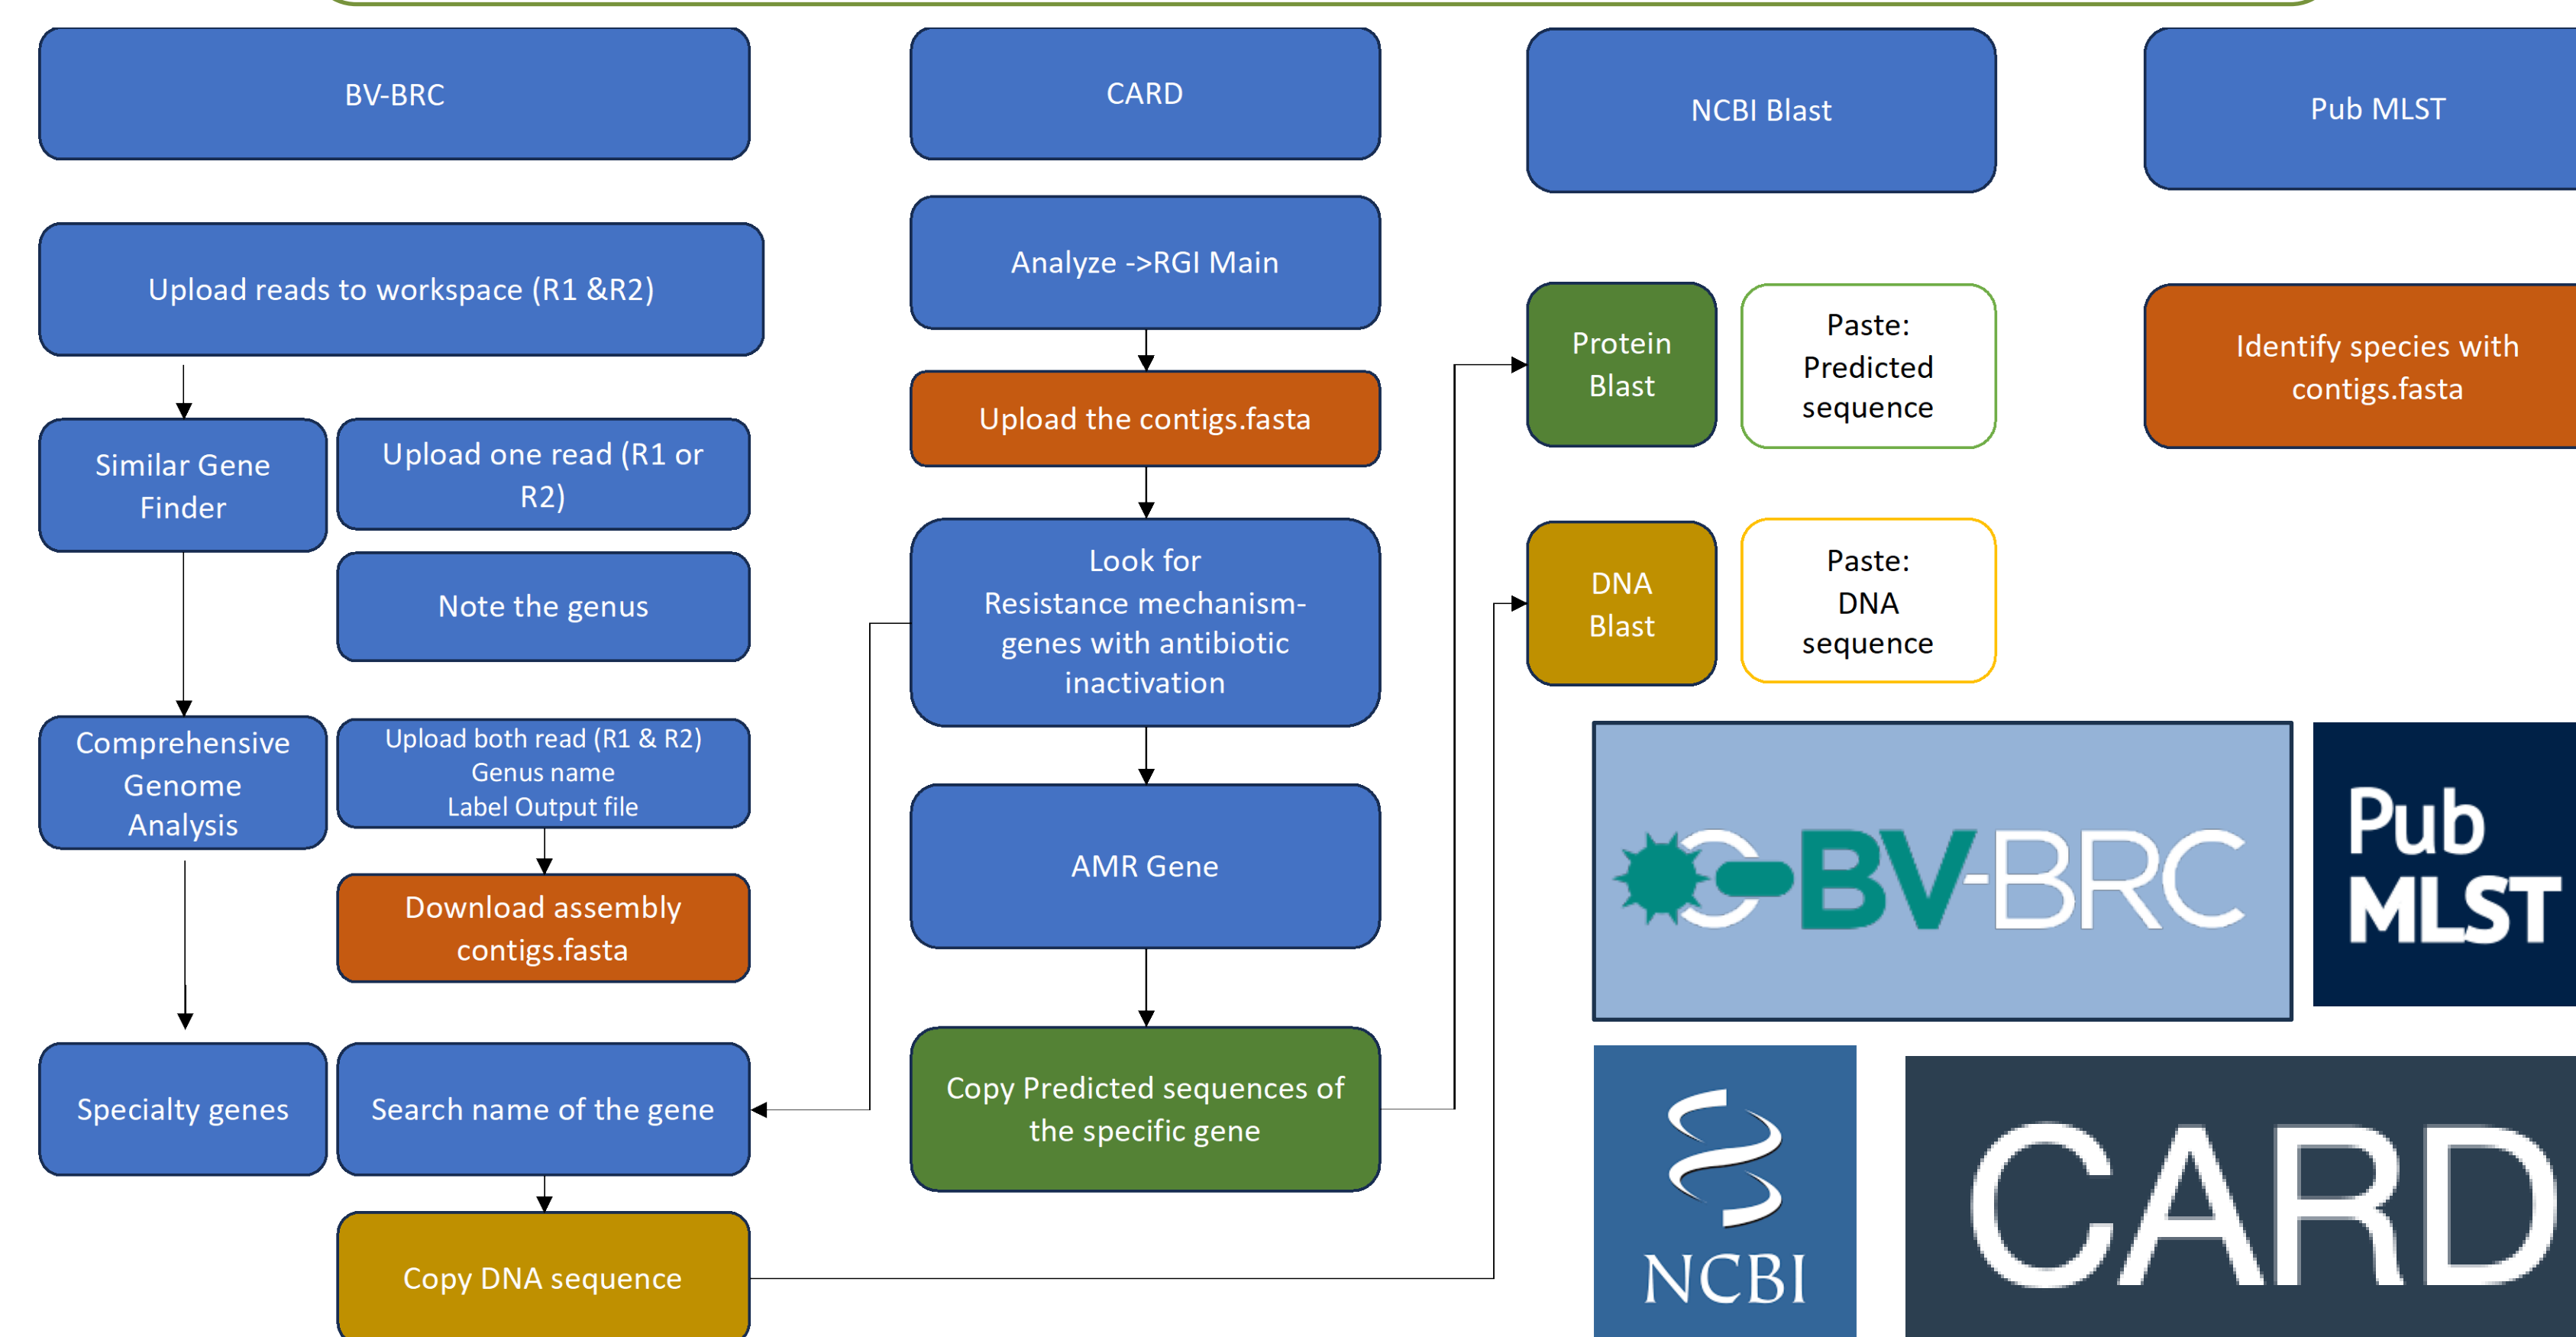 BV-BRC
Upload reads to workspace (R1 &R2)
Similar Gene
Finder
Upload one read (R1 or
R2)
Note the genus
Comprehensive
Genome
Analysis
Upload both read (R1 & R2)
Genus name
Label Output file
Download assembly
contigs.fasta
Specialty genes
Search name of the gene
Copy DNA sequence
CARD
Analyze ->RGI Main
Upload the contigs.fasta
Look for
Resistance mechanism-
genes with antibiotic
inactivation
AMR Gene
Copy Predicted sequences of
the specific gene
NCBI Blast
Protein
Blast
Paste:
Predicted
sequence
DNA
Blast
Paste:
DNA
sequence
Pub MLST
Identify species with
contigs.fasta
BV-BRC
Pub
MLST
NCBI
CARD